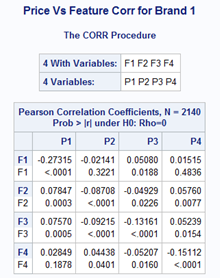 Price Vs Feature Corr for Brand 1
The CORR Procedure
4 With Variables: F1 F2 F3 F4
4 Variables: P1 P2 P3 P4
Pearson Correlation Coefficients, N = 2140
Prob > |r| under H0: Rho=0
P1 P2 P3 P4
F1 -0.27315 -0.02141 0.05080 0.01515
F1 <.0001 0.3221 0.0188 0.4836
F2 0.07847 -0.08708 -0.04929 0.05760
F2 0.0003 <.0001 0.0226 0.0077
F3 0.07570 -0.09215 -0.13161 0.05239
F3 0.0005 <.0001 <.0001 0.0154
F4 0.02849 0.04438 -0.05207 -0.15112
F4 0.1878 0.0401 0.0160 <.0001